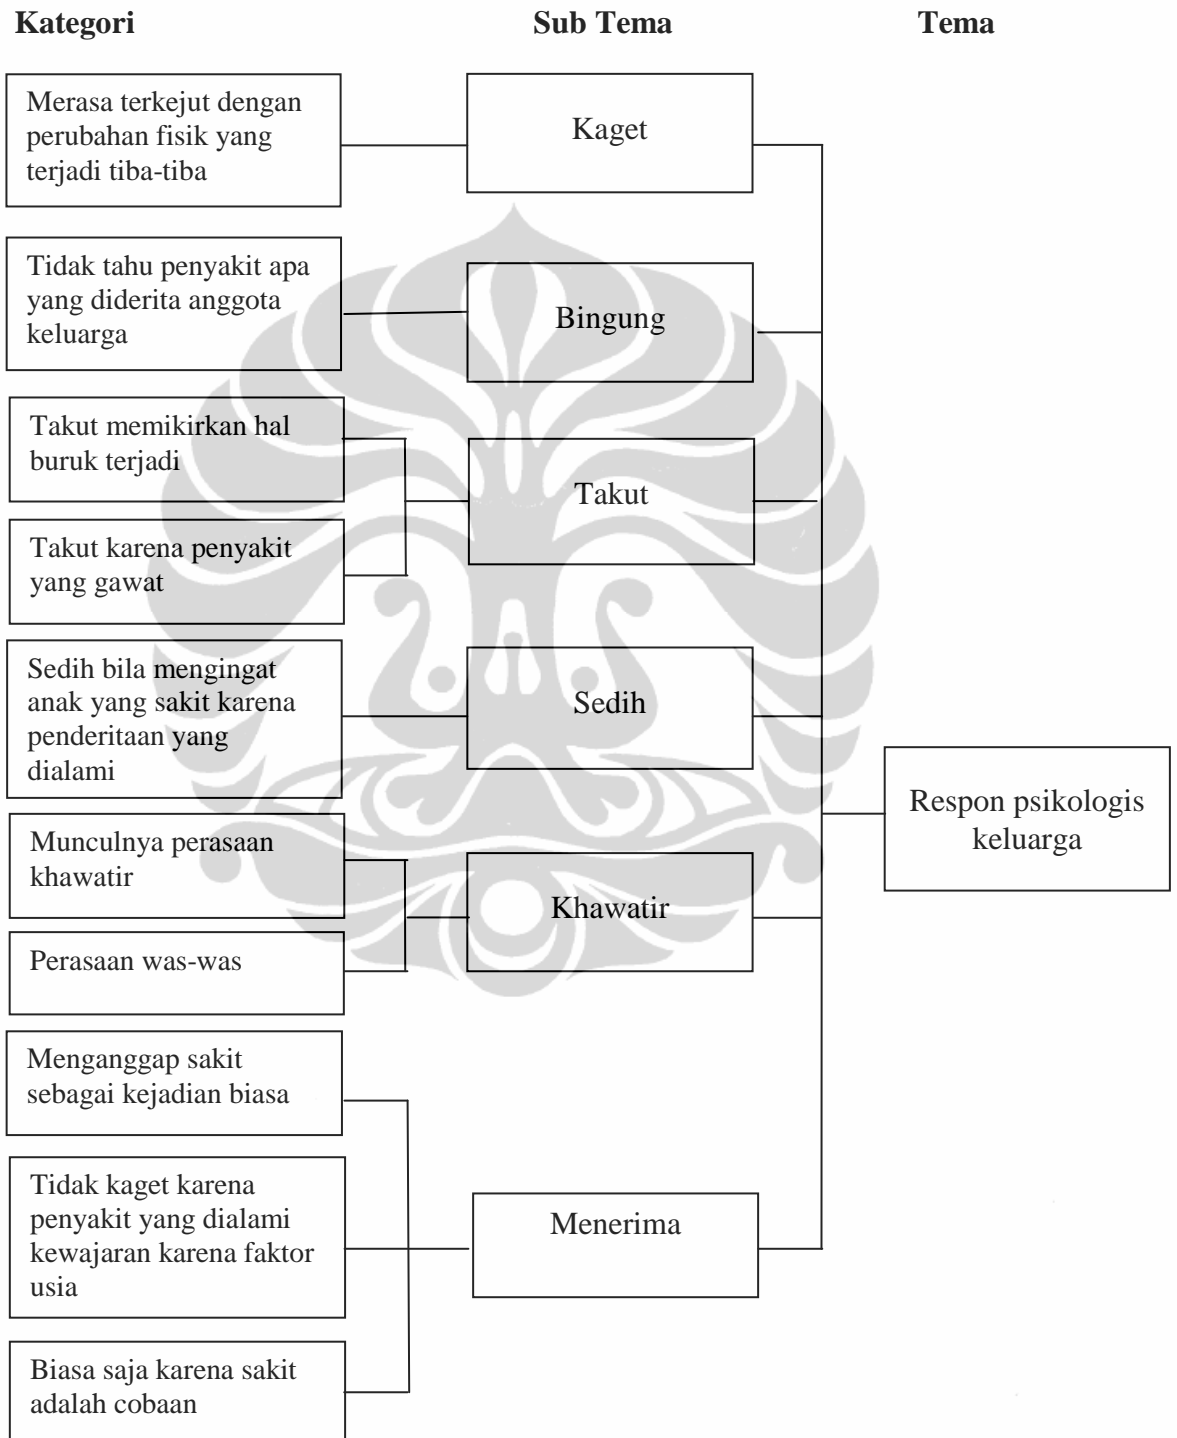 Kategori
Sub Tema
Tema
Merasa terkejut dengan
perubahan fisik yang
terjadi tiba-tiba
Kaget
Tidak tahu penyakit apa
yang diderita anggota
keluarga
Bingung
Takut memikirkan hal
buruk terjadi
Takut karena penyakit
yang gawat
Takut
Sedih bila mengingat
anak yang sakit karena
penderitaan yang
dialami
Sedih
Munculnya perasaan
khawatir
Perasaan was-was
Khawatir
Menganggap sakit
sebagai kejadian biasa
Tidak kaget karena
penyakit yang dialami
kewajaran karena faktor
usia
Biasa saja karena sakit
adalah cobaan
Menerima
Respon psikologis
keluarga